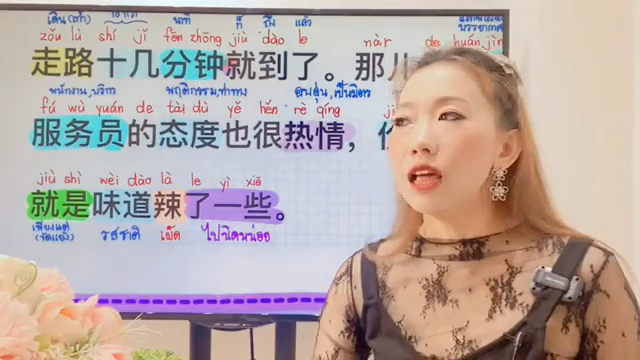 เดิน(เท้า) นาที ก็ ถึง แล้ว
zǒu lù shí jǐ fēn zhōng jiù dào le nàr de huán jìn
走路十几分钟就到了。那儿
พนักงาน,บริการ พฤติกรรม,ท่าทาง อบอุ่น,เป็นมิตร
fú wù yuán de tài dù yě hěn rè qíng
服务员的态度也很热情，
jiù shì wèi dào là le yì xiē
就是味道辣了一些。
เพียงแต่ รสชาติ เผ็ด ไปนิดหน่อย